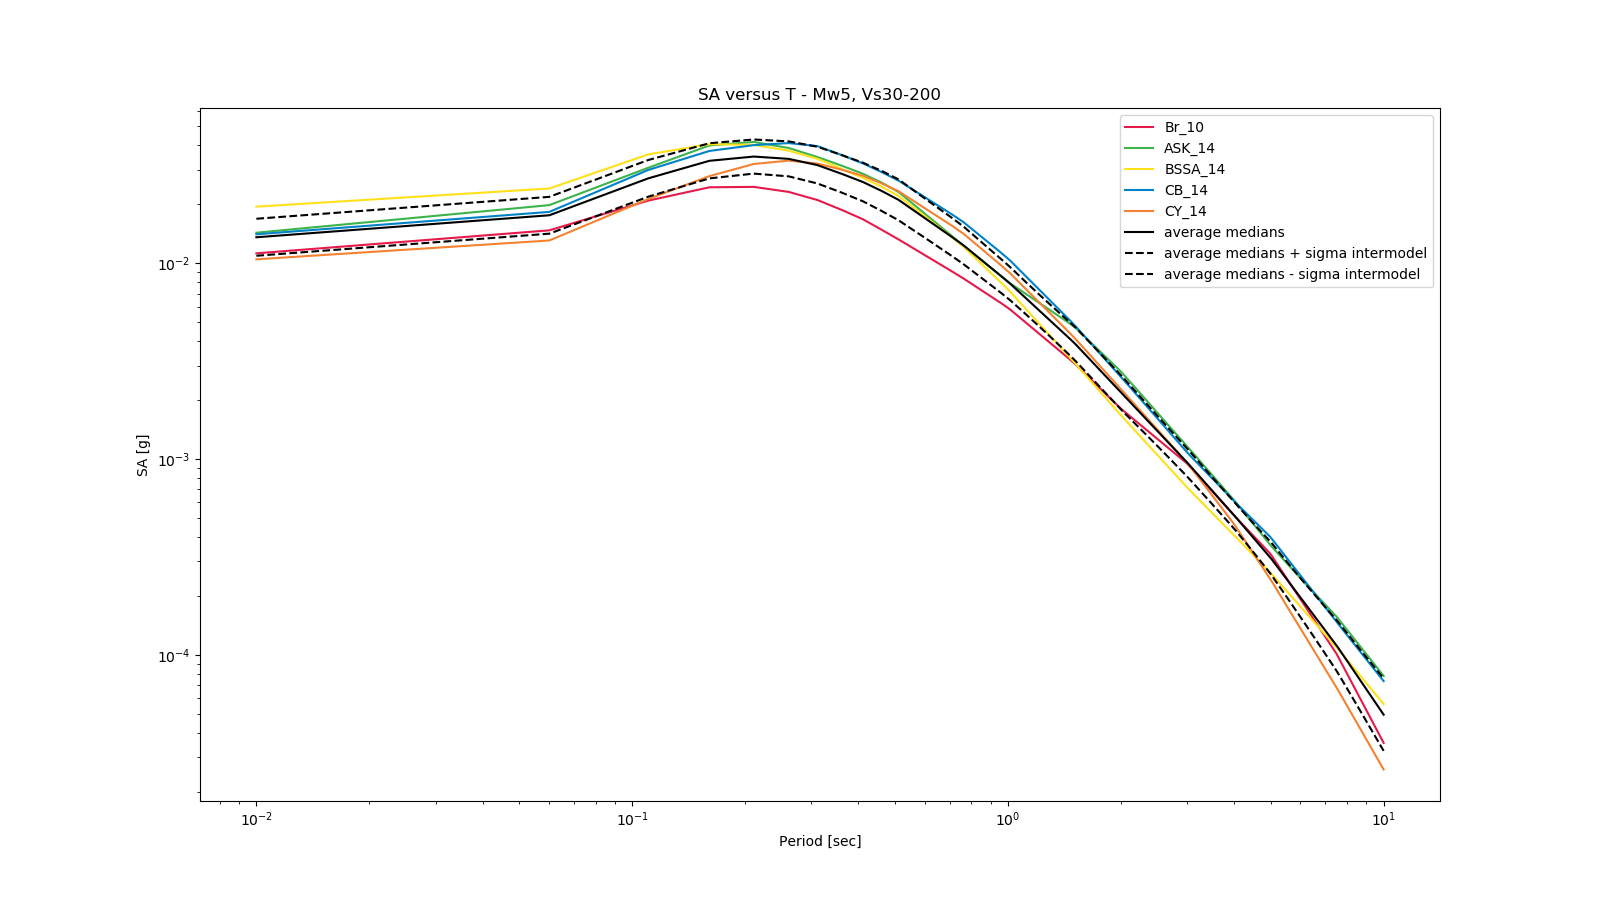 SA versus T - Mw5, Vs30-200
Br_10
ASK_14
BSSA_14
CB_14
CY_14
average medians
average medians + sigma intermodel
average medians - sigma intermodel
SA [g]
10⁻²
10⁻³
10⁻⁴
10⁻² 10⁻¹ 10⁰ 10¹
Period [sec]